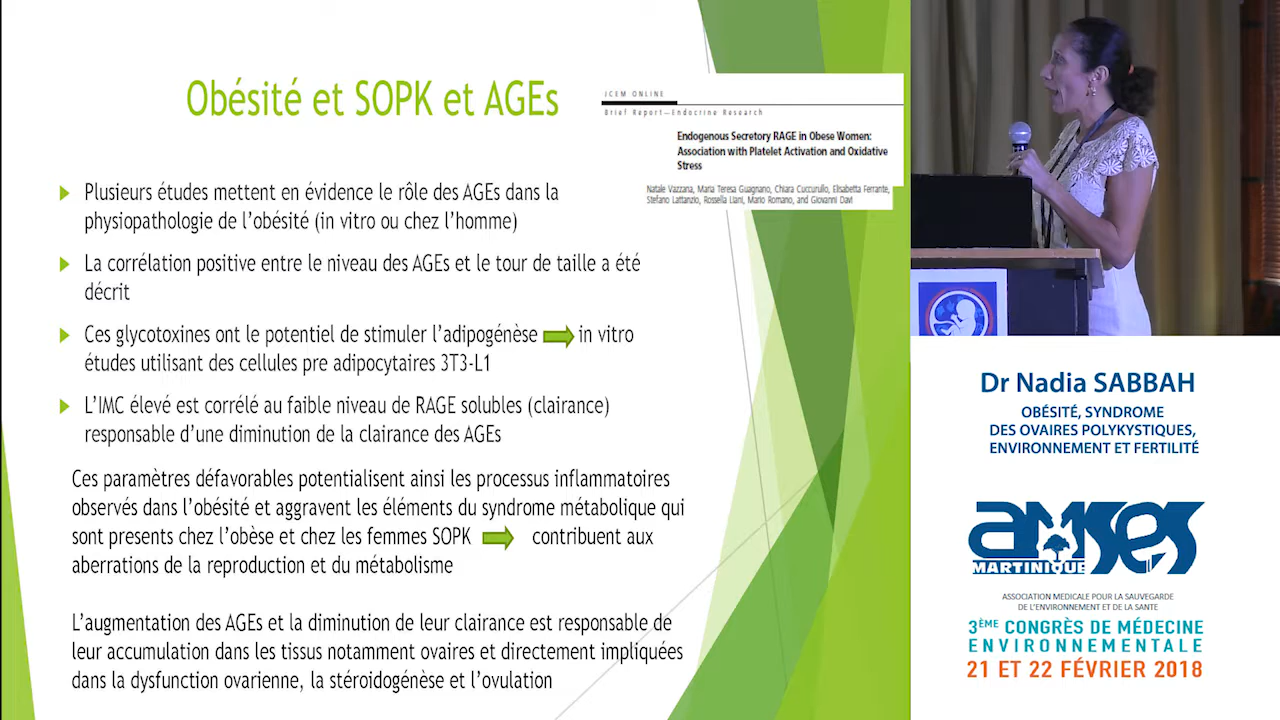 Obésité et SOPK et AGEs
JCEM ONLINE
Brief Report—Endocrine Research
Endogenous Secretory RAGE in Obese Women:
Association with Platelet Activation and Oxidative
Stress
Natale Vazzana, Maria Teresa Guagnano, Chiara Cuccurullo, Elisabetta Ferrante,
Stefano Lattanzio, Rossella Liani, Mario Romano, and Giovanni Davì
Plusieurs études mettent en évidence le rôle des AGEs dans la
physiopathologie de l'obésité (in vitro ou chez l'homme)
La corrélation positive entre le niveau des AGEs et le tour de taille a été
décrit
Ces glycotoxines ont le potentiel de stimuler l'adipogénèse in vitro
études utilisant des cellules pre adipocytaires 3T3-L1
L'IMC élevé est corrélé au faible niveau de RAGE solubles (clairance)
responsable d'une diminution de la clairance des AGEs
Ces paramètres défavorables potentialisent ainsi les processus inflammatoires
observés dans l'obésité et aggravent les éléments du syndrome métabolique qui
sont presents chez l'obèse et chez les femmes SOPK contribuent aux
aberrations de la reproduction et du métabolisme
L'augmentation des AGEs et la diminution de leur clairance est responsable de
leur accumulation dans les tissus notamment ovaires et directement impliquées
dans la dysfunction ovarienne, la stéroidogénèse et l'ovulation
Dr Nadia SABBAH
OBÉSITÉ, SYNDROME
DES OVAIRES POLYKYSTIQUES,
ENVIRONNEMENT ET FERTILITÉ
AMSES
MARTINIQUE
ASSOCIATION MEDICALE POUR LA SAUVEGARDE
DE L'ENVIRONNEMENT ET DE LA SANTE
3ÈME CONGRÈS DE MÉDECINE
ENVIRONNEMENTALE
21 ET 22 FÉVRIER 2018